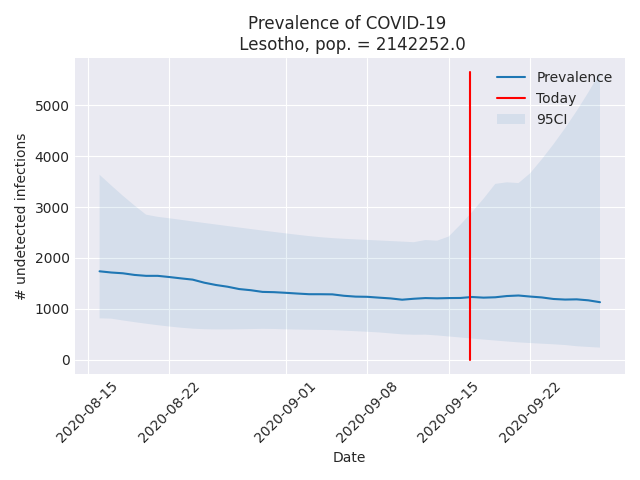 Prevalence of COVID-19
Lesotho, pop. = 2142252.0
Prevalence
Today
95CI
5000
4000
3000
2000
1000
0
# undetected infections
2020-08-15
2020-08-22
2020-09-01
2020-09-08
2020-09-15
2020-09-22
Date